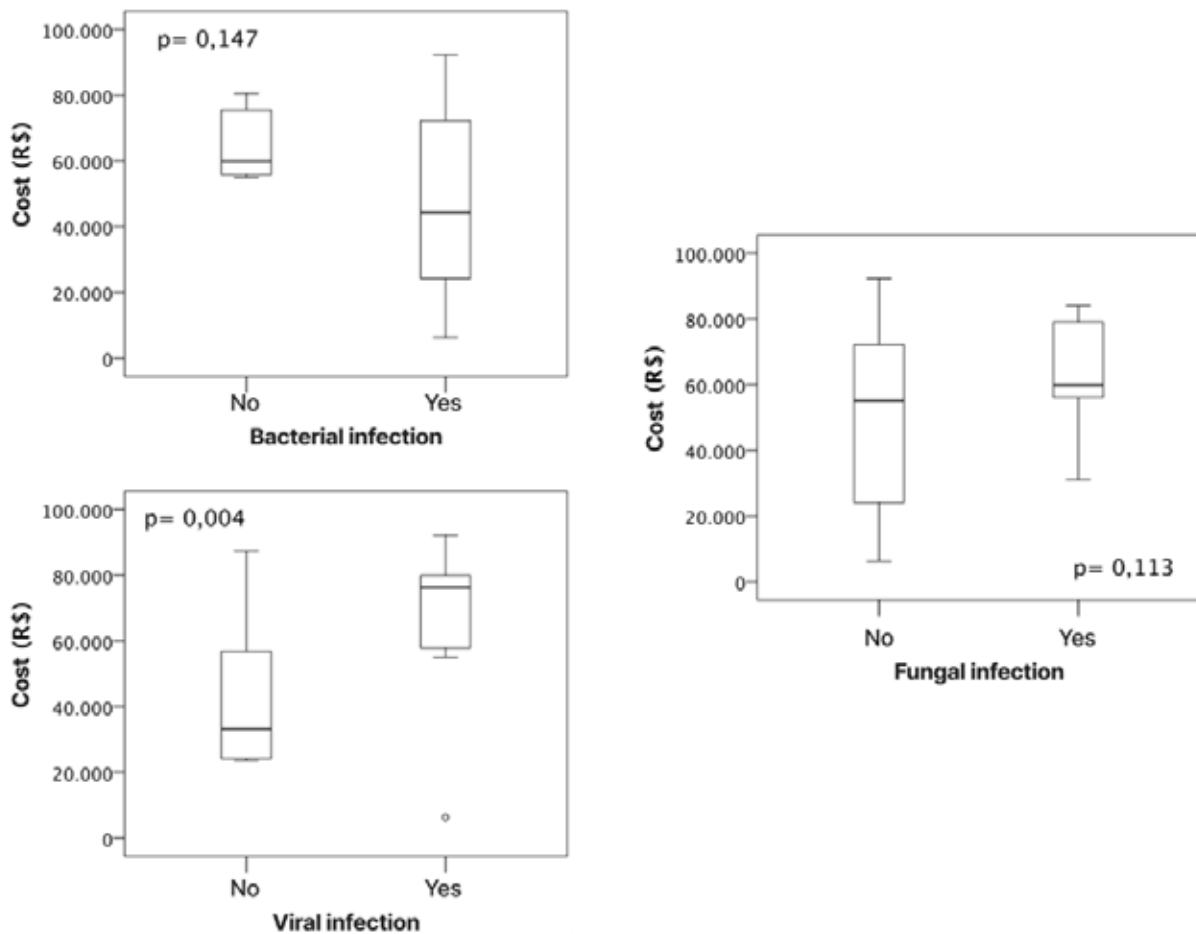 100.000
p= 0,147
80.000
60.000
40.000
20.000
0
Cost (R$)
No Yes
Bacterial infection
100.000
p= 0,004
80.000
60.000
40.000
20.000
0
Cost (R$)
No Yes
Viral infection
100.000
80.000
60.000
40.000
20.000
0
p= 0,113
Cost (R$)
No Yes
Fungal infection